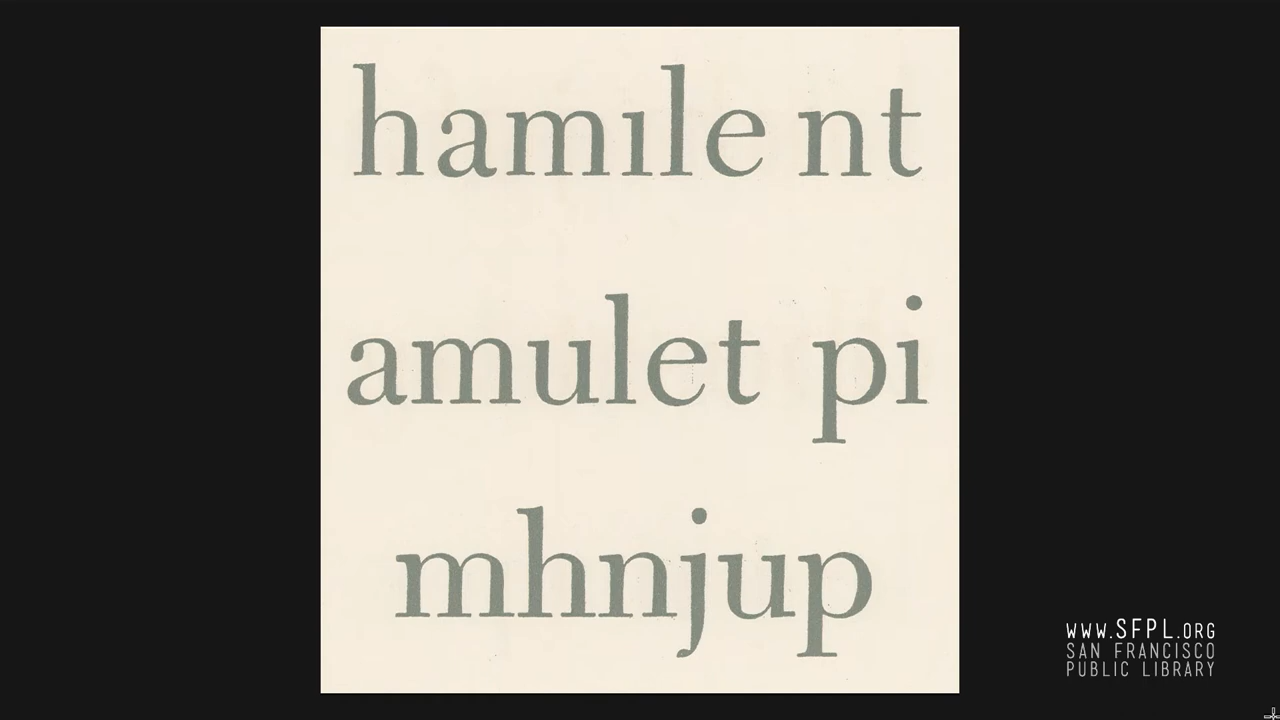 hamıle nt
amulet pi
mhnjup
www.SFPL.ORG
SAN FRANCISCO
PUBLIC LIBRARY